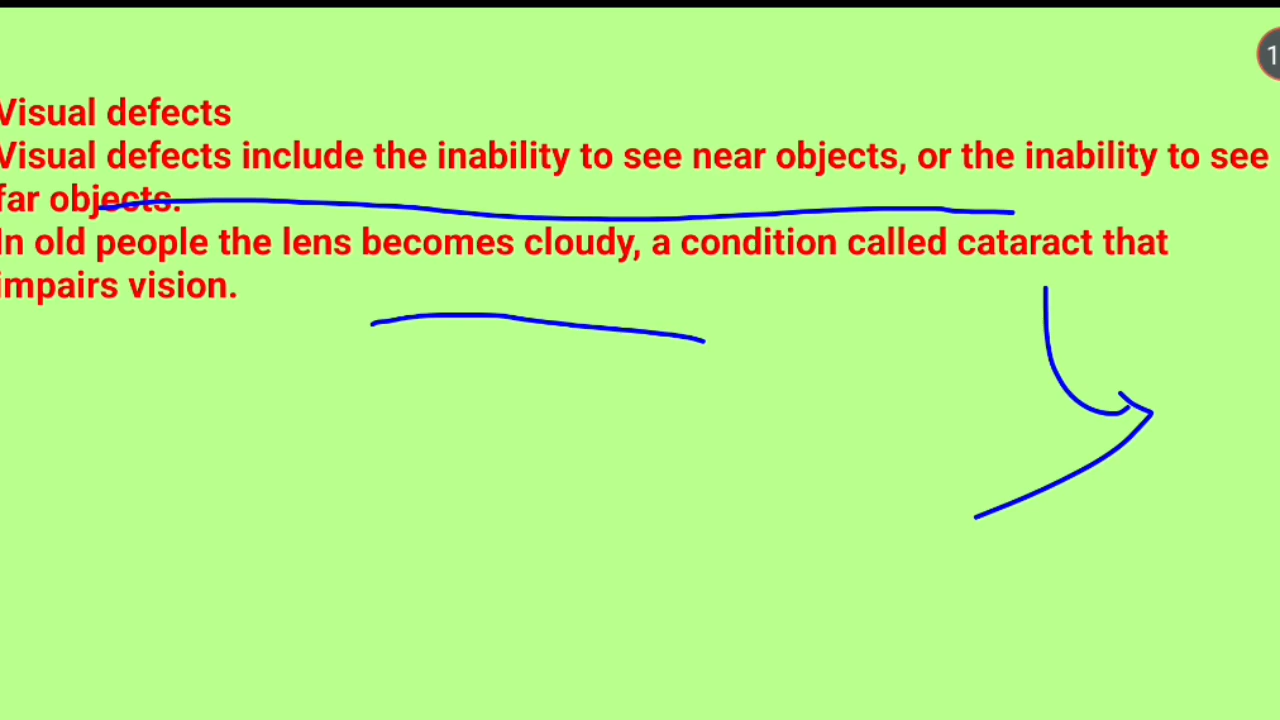 Visual defects
Visual defects include the inability to see near objects, or the inability to see
far objects.
In old people the lens becomes cloudy, a condition called cataract that
impairs vision.